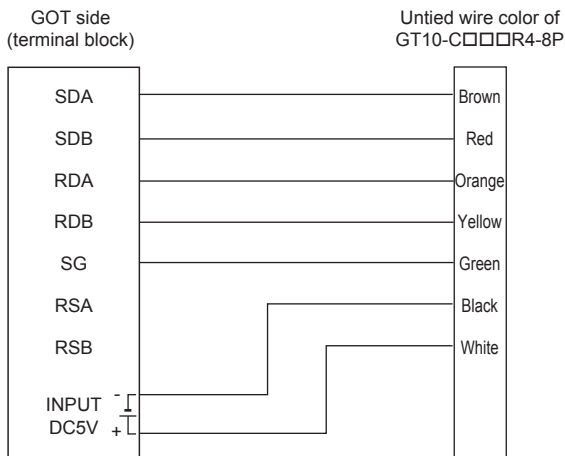 GOT side
(terminal block)
Untied wire color of
GT10-C□□□R4-8P
SDA
Brown
SDB
Red
RDA
Orange
RDB
Yellow
SG
Green
RSA
Black
RSB
White
INPUT -
DC5V +